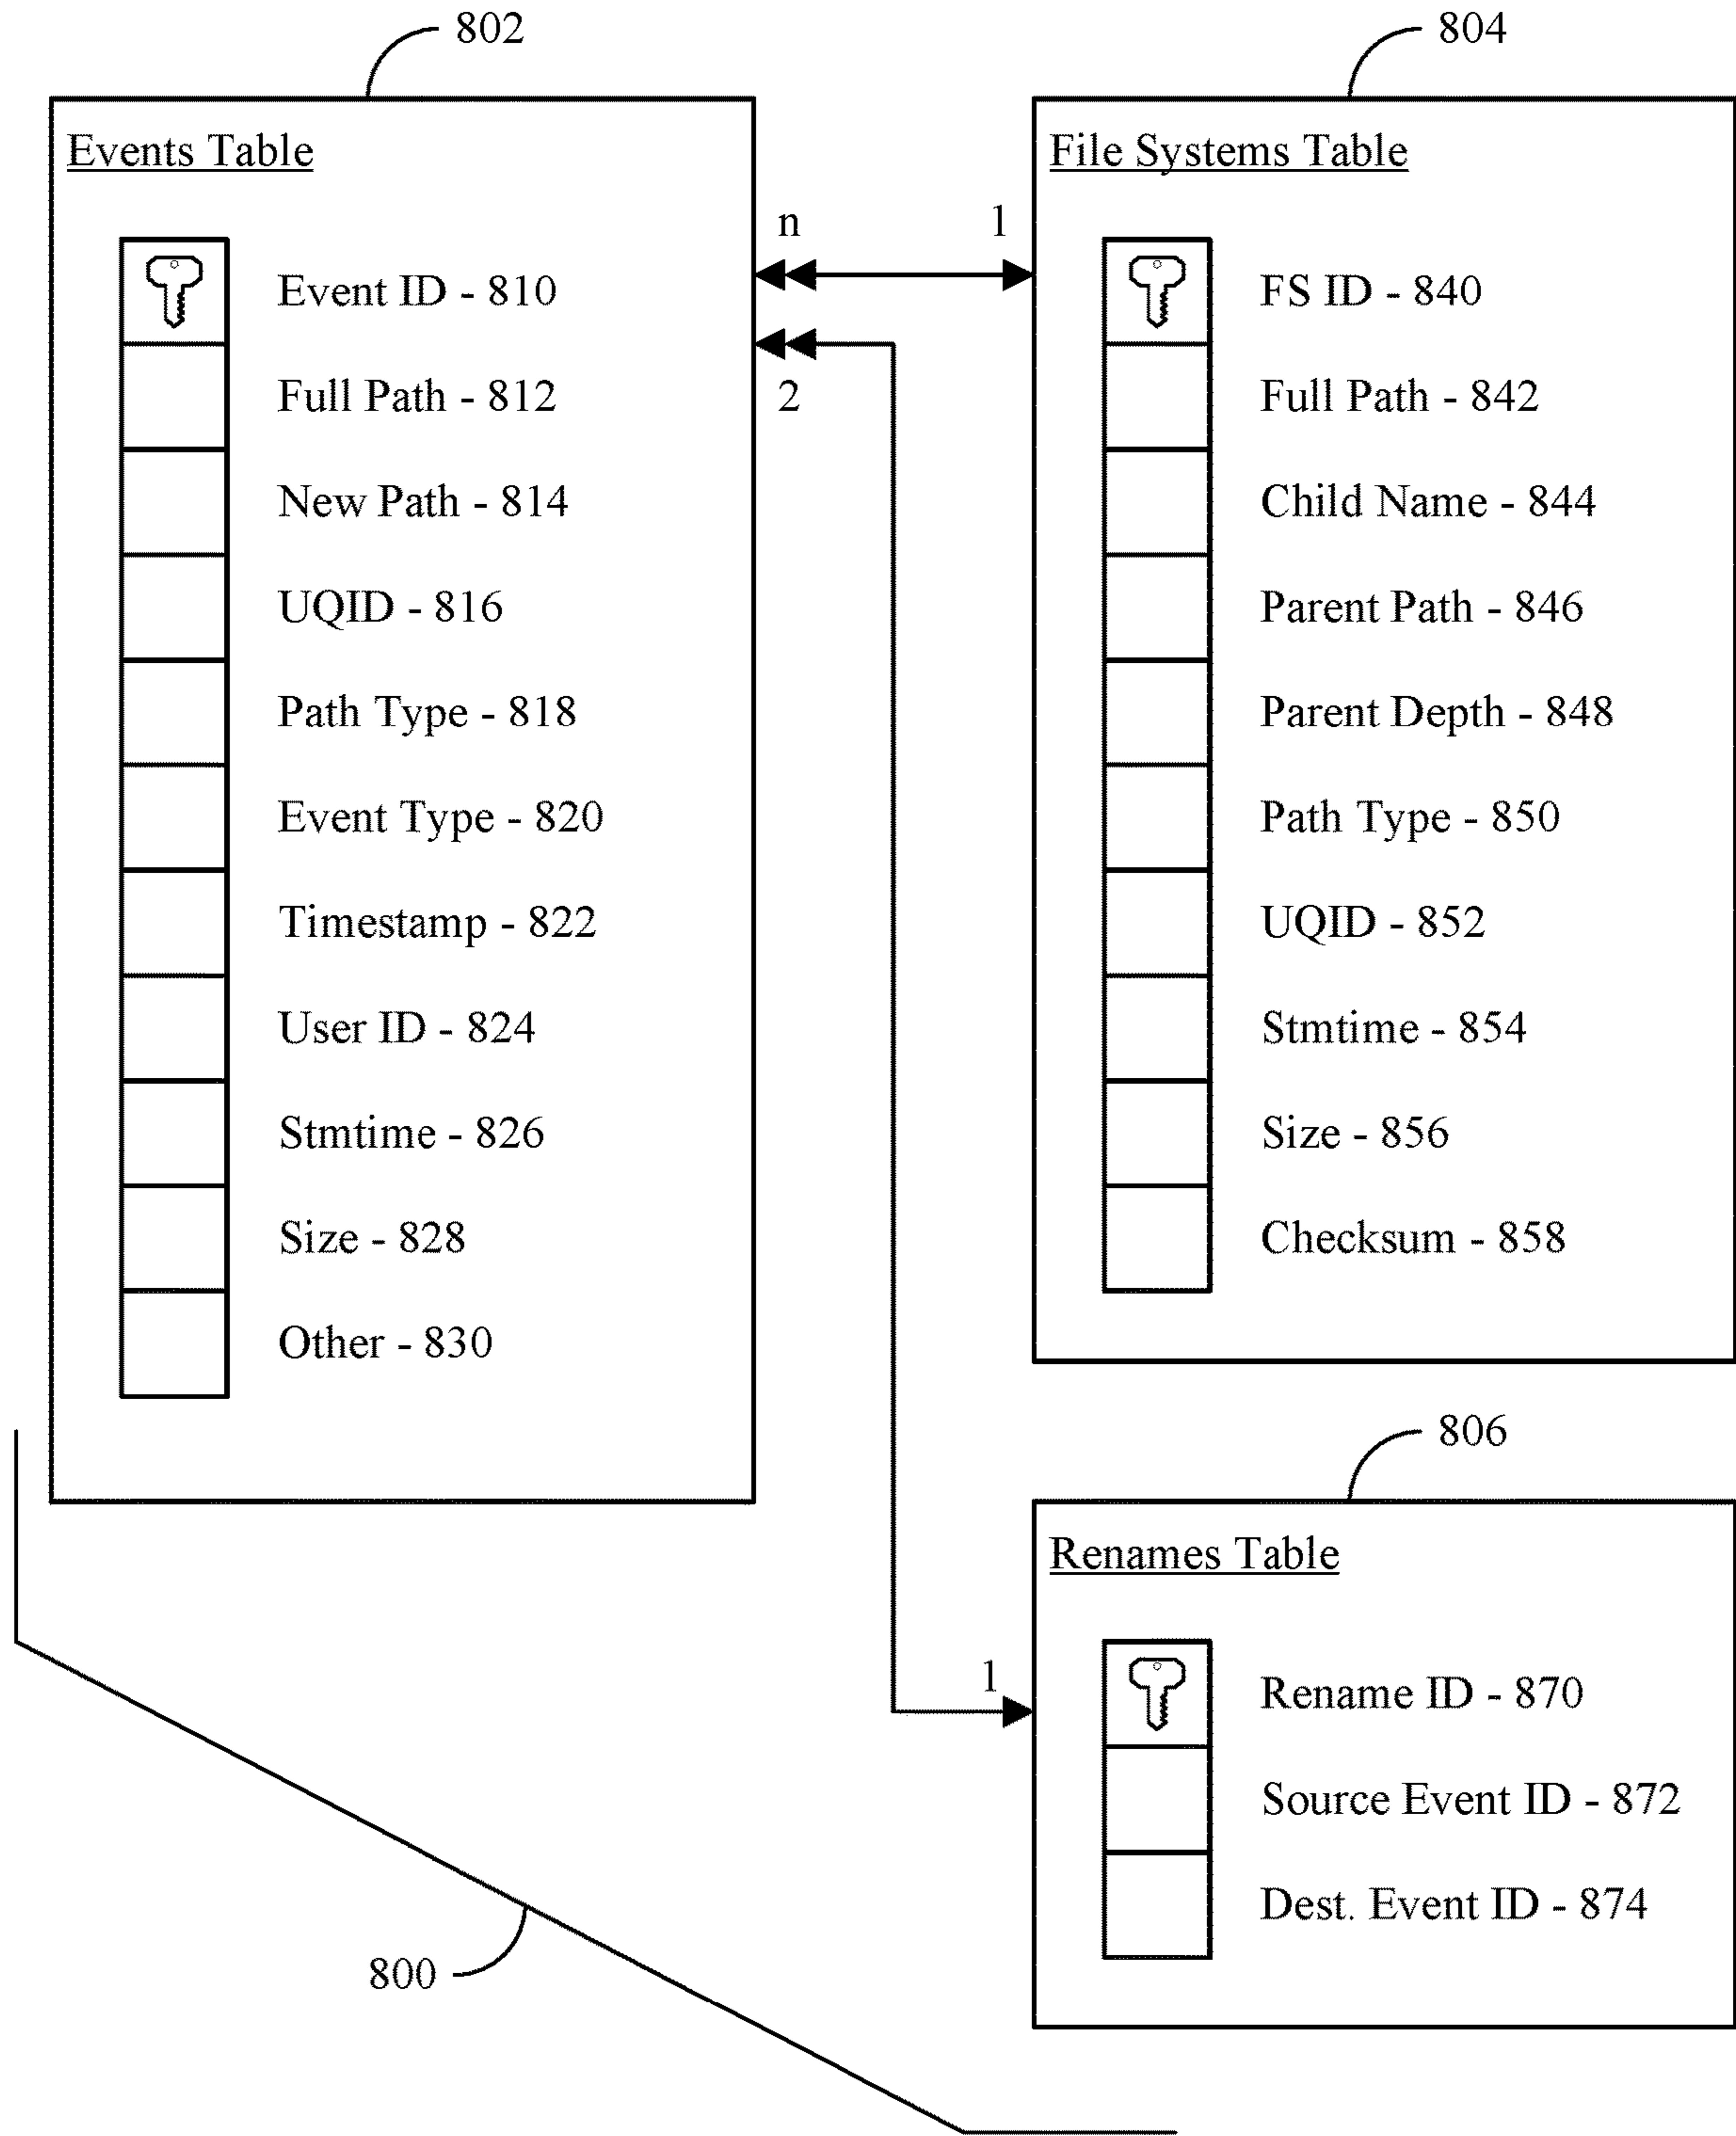 802
Events Table
Event ID - 810
Full Path - 812
New Path - 814
UQID - 816
Path Type - 818
Event Type - 820
Timestamp - 822
User ID - 824
Stmtime - 826
Size - 828
Other - 830
n
1
2
1
804
File Systems Table
FS ID - 840
Full Path - 842
Child Name - 844
Parent Path - 846
Parent Depth - 848
Path Type - 850
UQID - 852
Stmtime - 854
Size - 856
Checksum - 858
806
Renames Table
Rename ID - 870
Source Event ID - 872
Dest. Event ID - 874
800